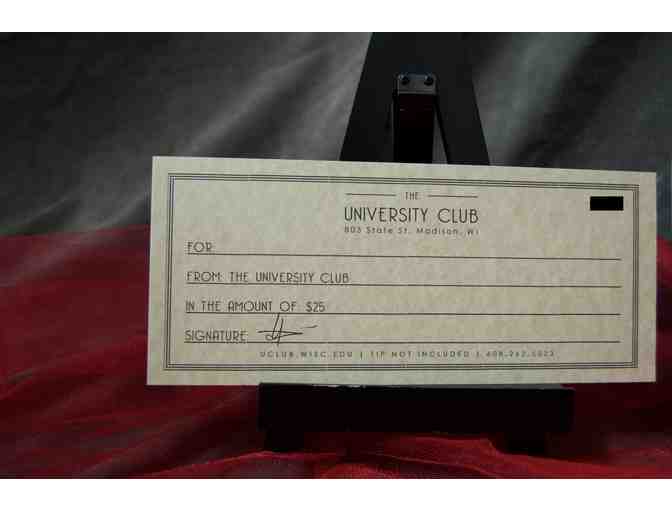 THE
UNIVERSITY CLUB
803 State St. Madison, WI
FOR:
FROM: THE UNIVERSITY CLUB
IN THE AMOUNT OF: $25
SIGNATURE:
UCLUB.WISC.EDU | TIP NOT INCLUDED | 608.262.5023